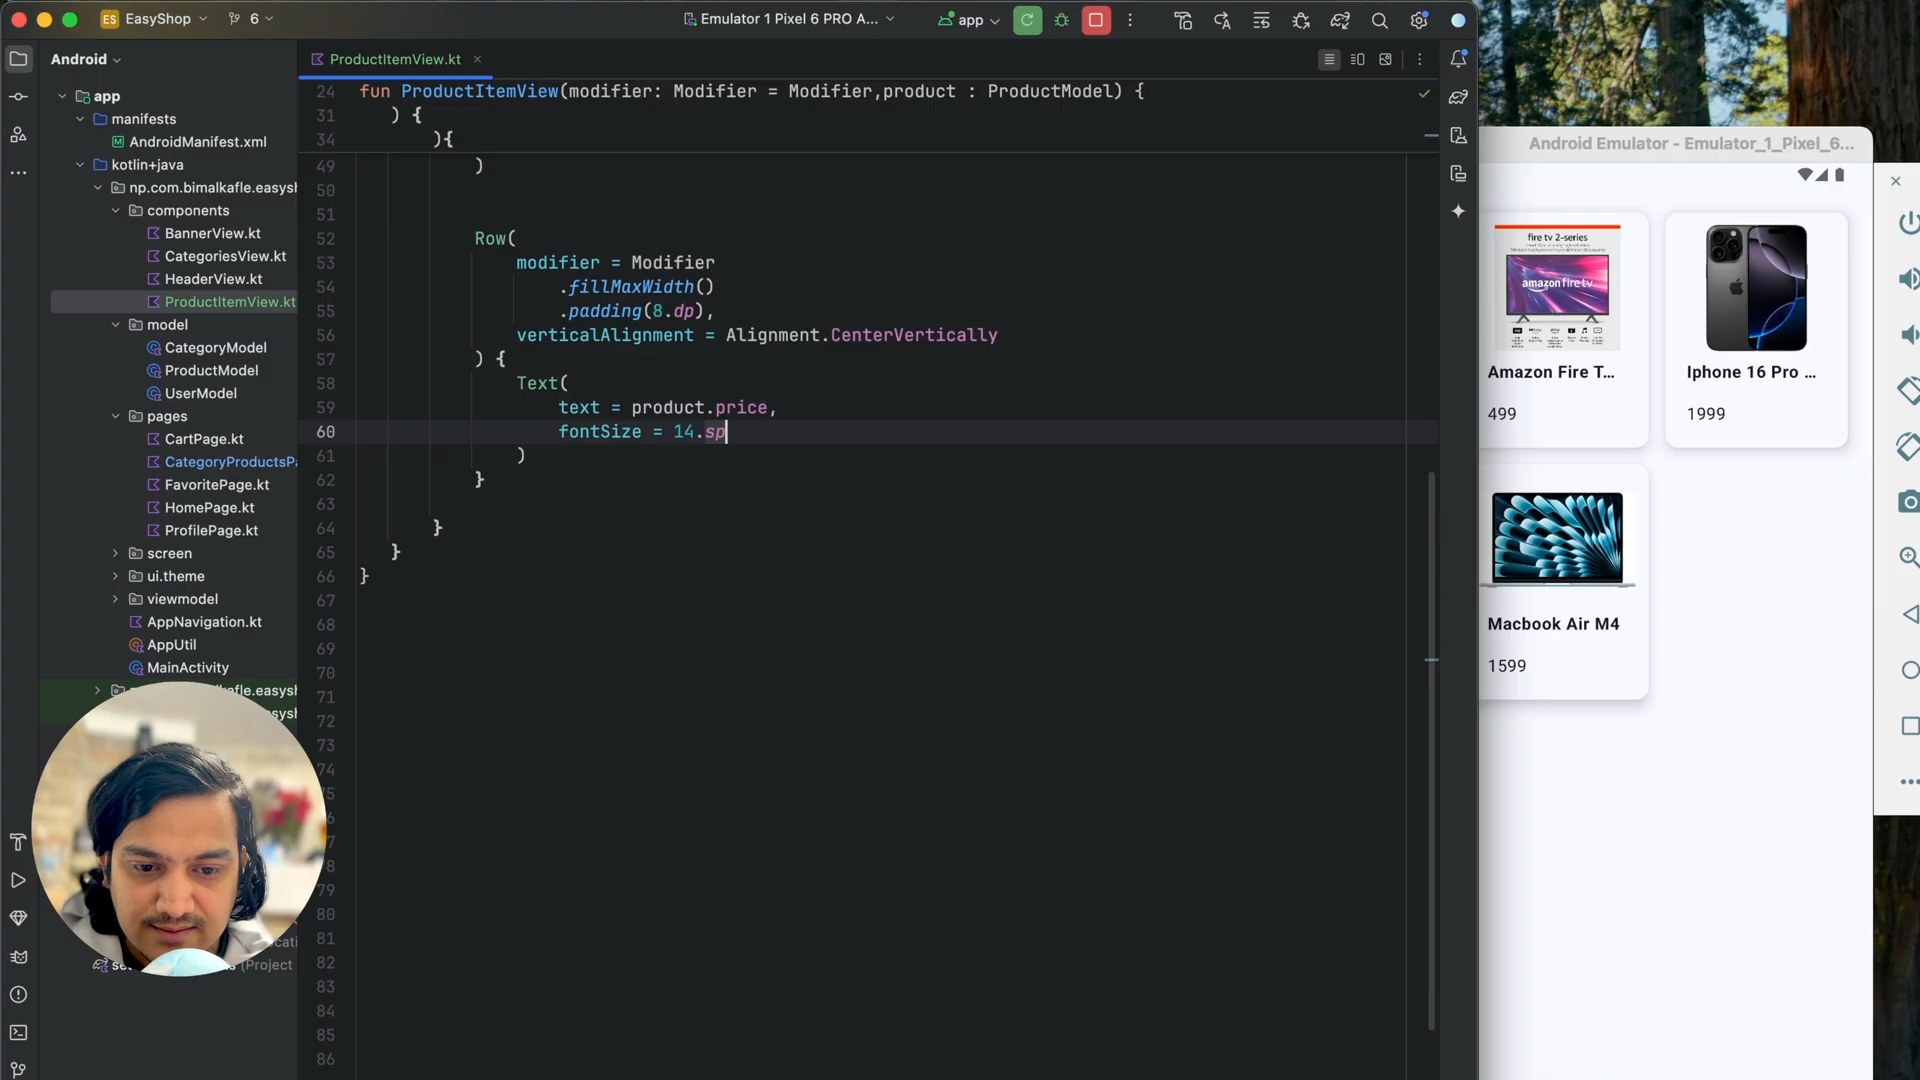 ES EasyShop
6
Emulator 1 Pixel 6 PRO A...
app
Android
ProductItemView.kt
app
manifests
AndroidManifest.xml
kotlin+java
np.com.bimalkafle.easysh
components
BannerView.kt
CategoriesView.kt
HeaderView.kt
ProductItemView.kt
model
CategoryModel
ProductModel
UserModel
pages
CartPage.kt
CategoryProductsPa
FavoritePage.kt
HomePage.kt
ProfilePage.kt
screen
ui.theme
viewmodel
AppNavigation.kt
AppUtil
MainActivity
(Project
24 fun ProductItemView(modifier: Modifier = Modifier,product : ProductModel) {
31 ) {
34 ){
49 )
50
51
52 Row(
53 modifier = Modifier
54 .fillMaxWidth()
55 .padding(8.dp),
56 verticalAlignment = Alignment.CenterVertically
57 ) {
58 Text(
59 text = product.price,
60 fontSize = 14.sp
61 )
62 }
63
64 }
65 }
66 }
67
68
69
70
71
72
73
74
75
80
81
82
83
84
85
86
Android Emulator - Emulator_1_Pixel_6...
fire tv 2-series
amazon fire tv
Amazon Fire T...
499
Iphone 16 Pro ...
1999
Macbook Air M4
1599